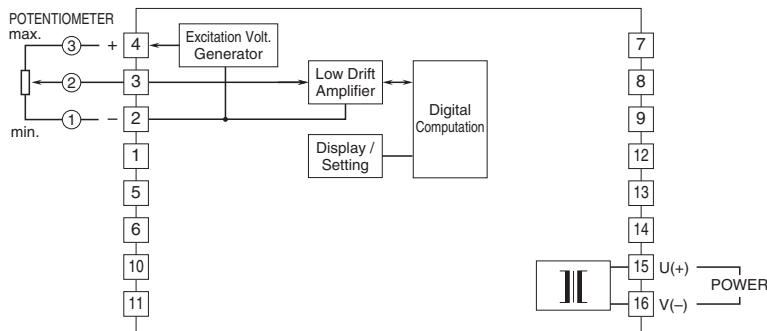 POTENTIOMETER
max.
3
+
4
Excitation Volt.
Generator
7
2
3
Low Drift
Amplifier
8
1
−
2
min.
Digital
Computation
9
1
Display /
Setting
12
5
13
6
14
10
15
U(+)
POWER
11
16
V(−)